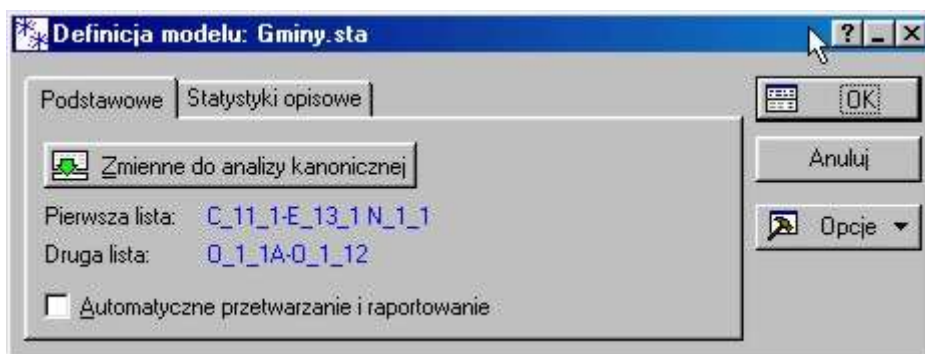 Definicja modelu: Gminy.sta
Podstawowe Statystyki opisowe
OK
Zmienne do analizy kanonicznej
Anuluj
Pierwsza lista: C_11_1-E_13_1 N_1_1
Opcje
Druga lista: O_1_1A-O_1_12
Automatyczne przetwarzanie i raportowanie